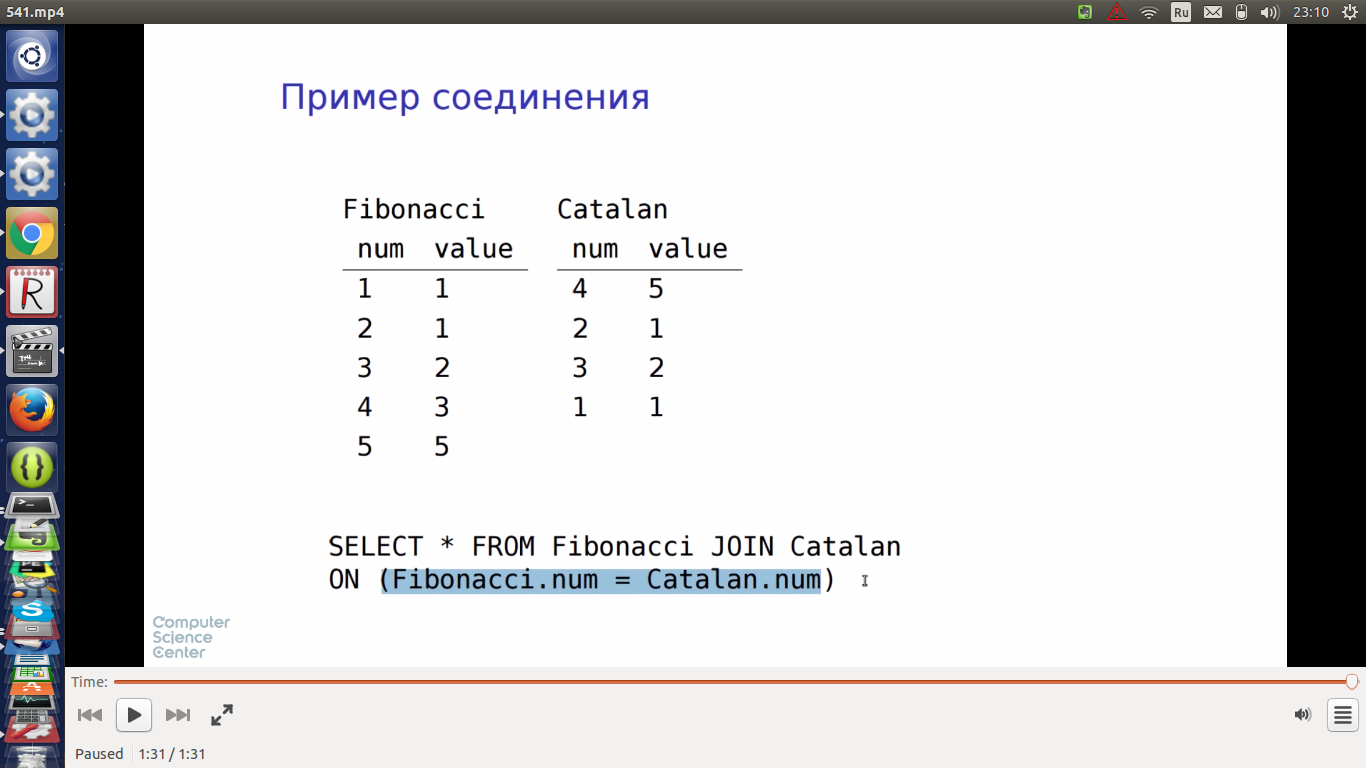 541.mp4
Ru
23:10
Пример соединения
Fibonacci Catalan
num value num value
1 1 4 5
2 1 2 1
3 2 3 2
4 3 1 1
5 5
SELECT * FROM Fibonacci JOIN Catalan
ON (Fibonacci.num = Catalan.num)
Computer
Science
Center
Time:
Paused 1:31 / 1:31